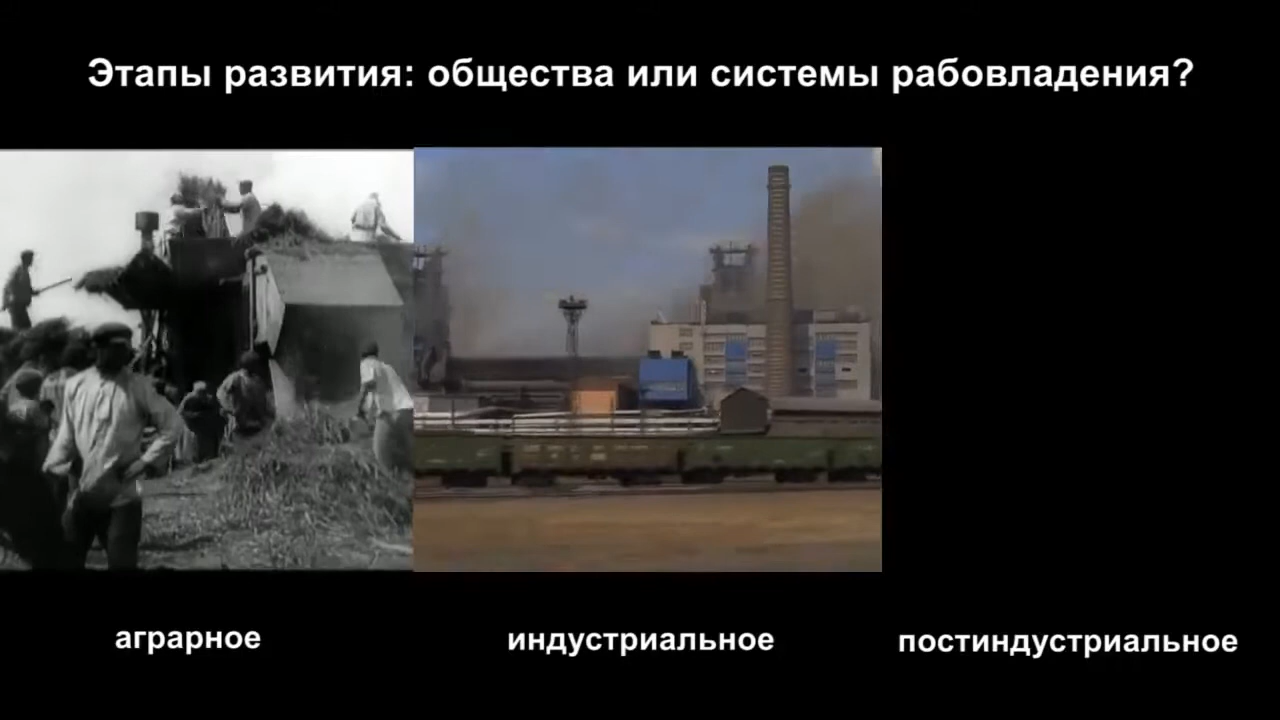 Этапы развития: общества или системы рабовладения?
аграрное
индустриальное
постиндустриальное